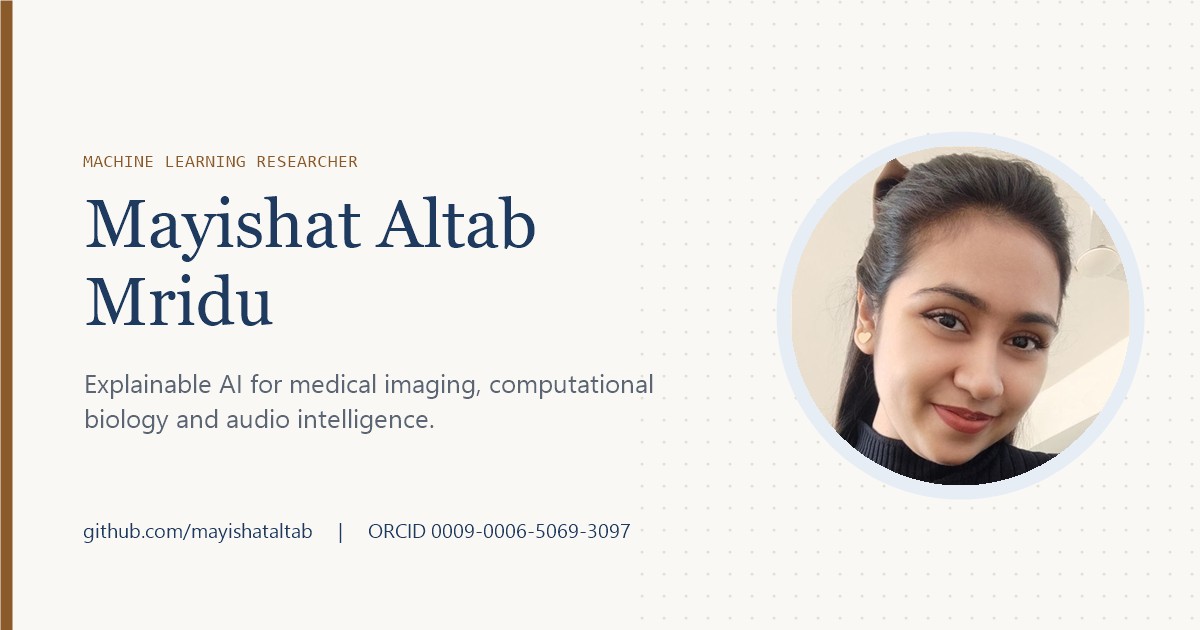 MACHINE LEARNING RESEARCHER
Mayishat Altab
Mridu
Explainable AI for medical imaging, computational
biology and audio intelligence.
github.com/mayishataltab | ORCID 0009-0006-5069-3097